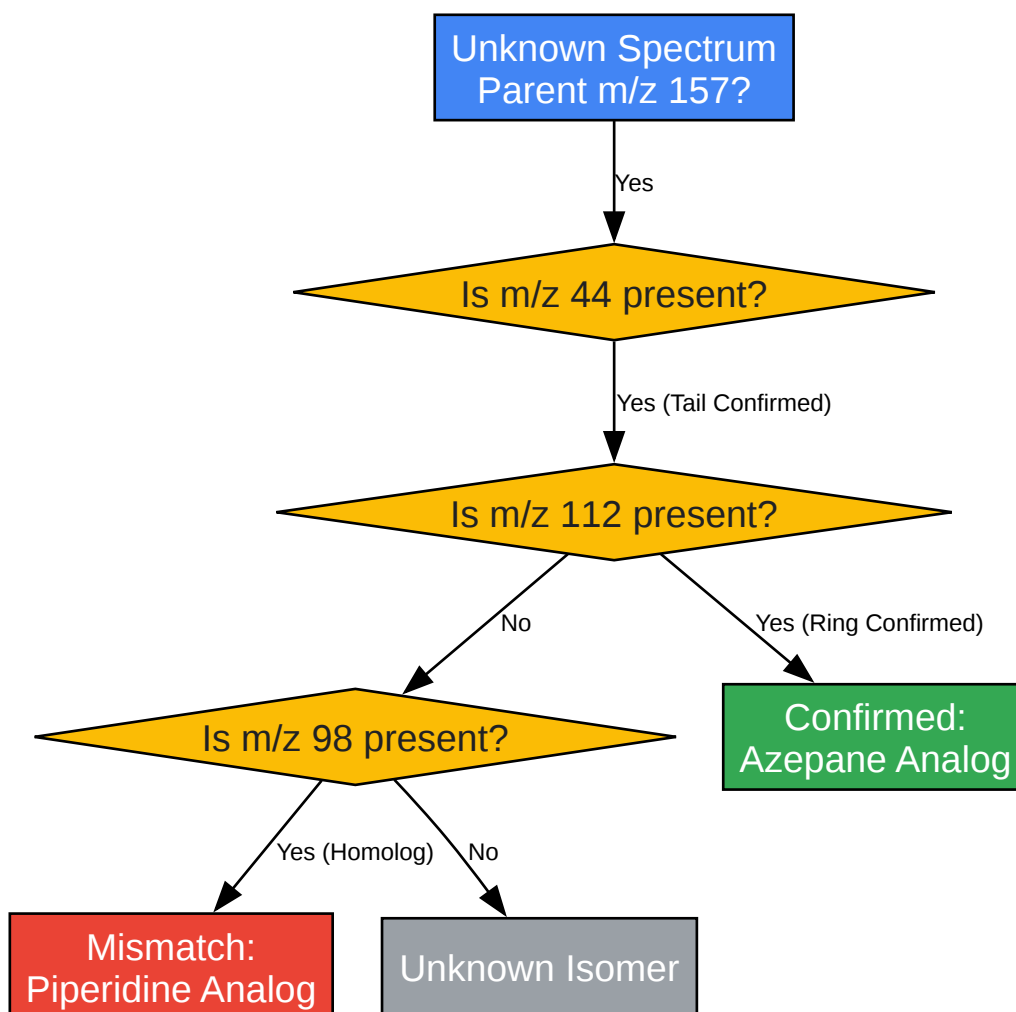 Unknown Spectrum
Parent m/z 157?
Yes
Is m/z 44 present?
Yes (Tail Confirmed)
Is m/z 112 present?
No
Yes (Ring Confirmed)
Is m/z 98 present?
Confirmed:
Azepane Analog
Yes (Homolog)
No
Mismatch:
Piperidine Analog
Unknown Isomer